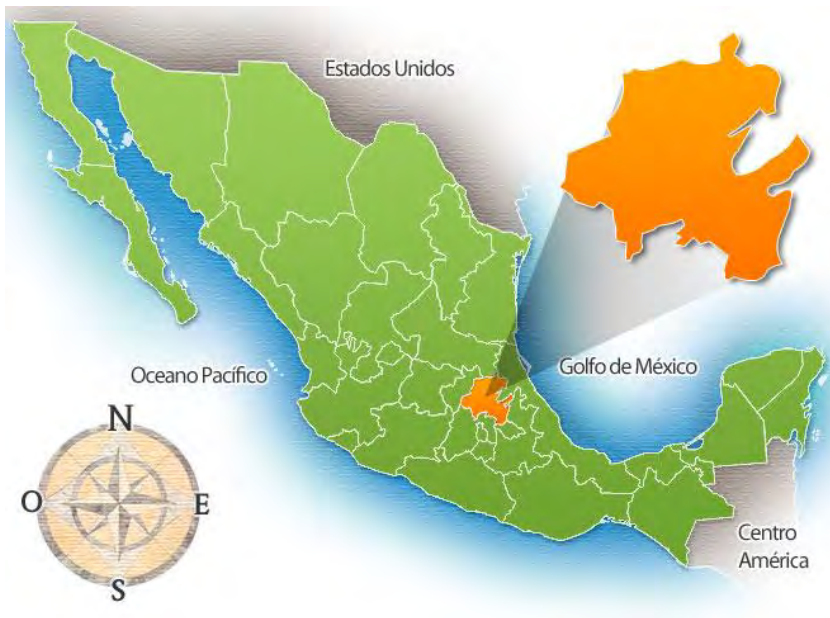 Estados Unidos
Golfo de México
Oceano Pacífico
N
O
E
S
Centro
América